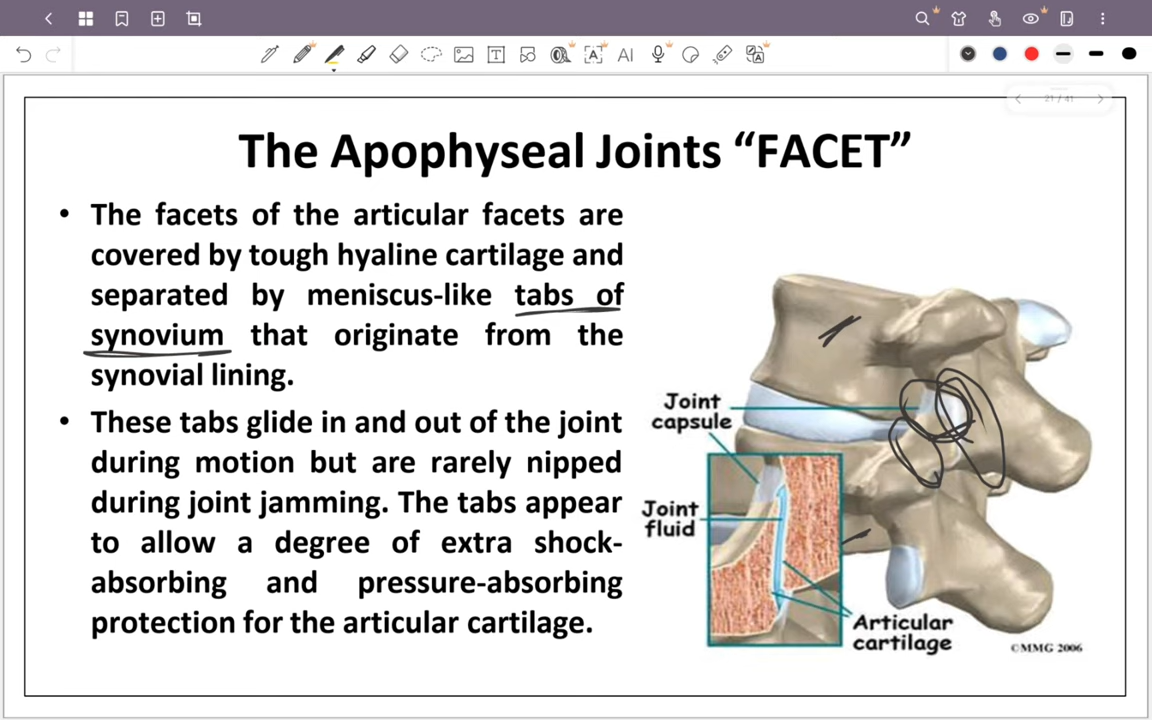 21 / 41
The Apophyseal Joints “FACET”
• The facets of the articular facets are
covered by tough hyaline cartilage and
separated by meniscus-like tabs of
synovium that originate from the
synovial lining.
• These tabs glide in and out of the joint
during motion but are rarely nipped
during joint jamming. The tabs appear
to allow a degree of extra shock-
absorbing and pressure-absorbing
protection for the articular cartilage.
Joint
capsule
Joint
fluid
Articular
cartilage
©MMG 2006